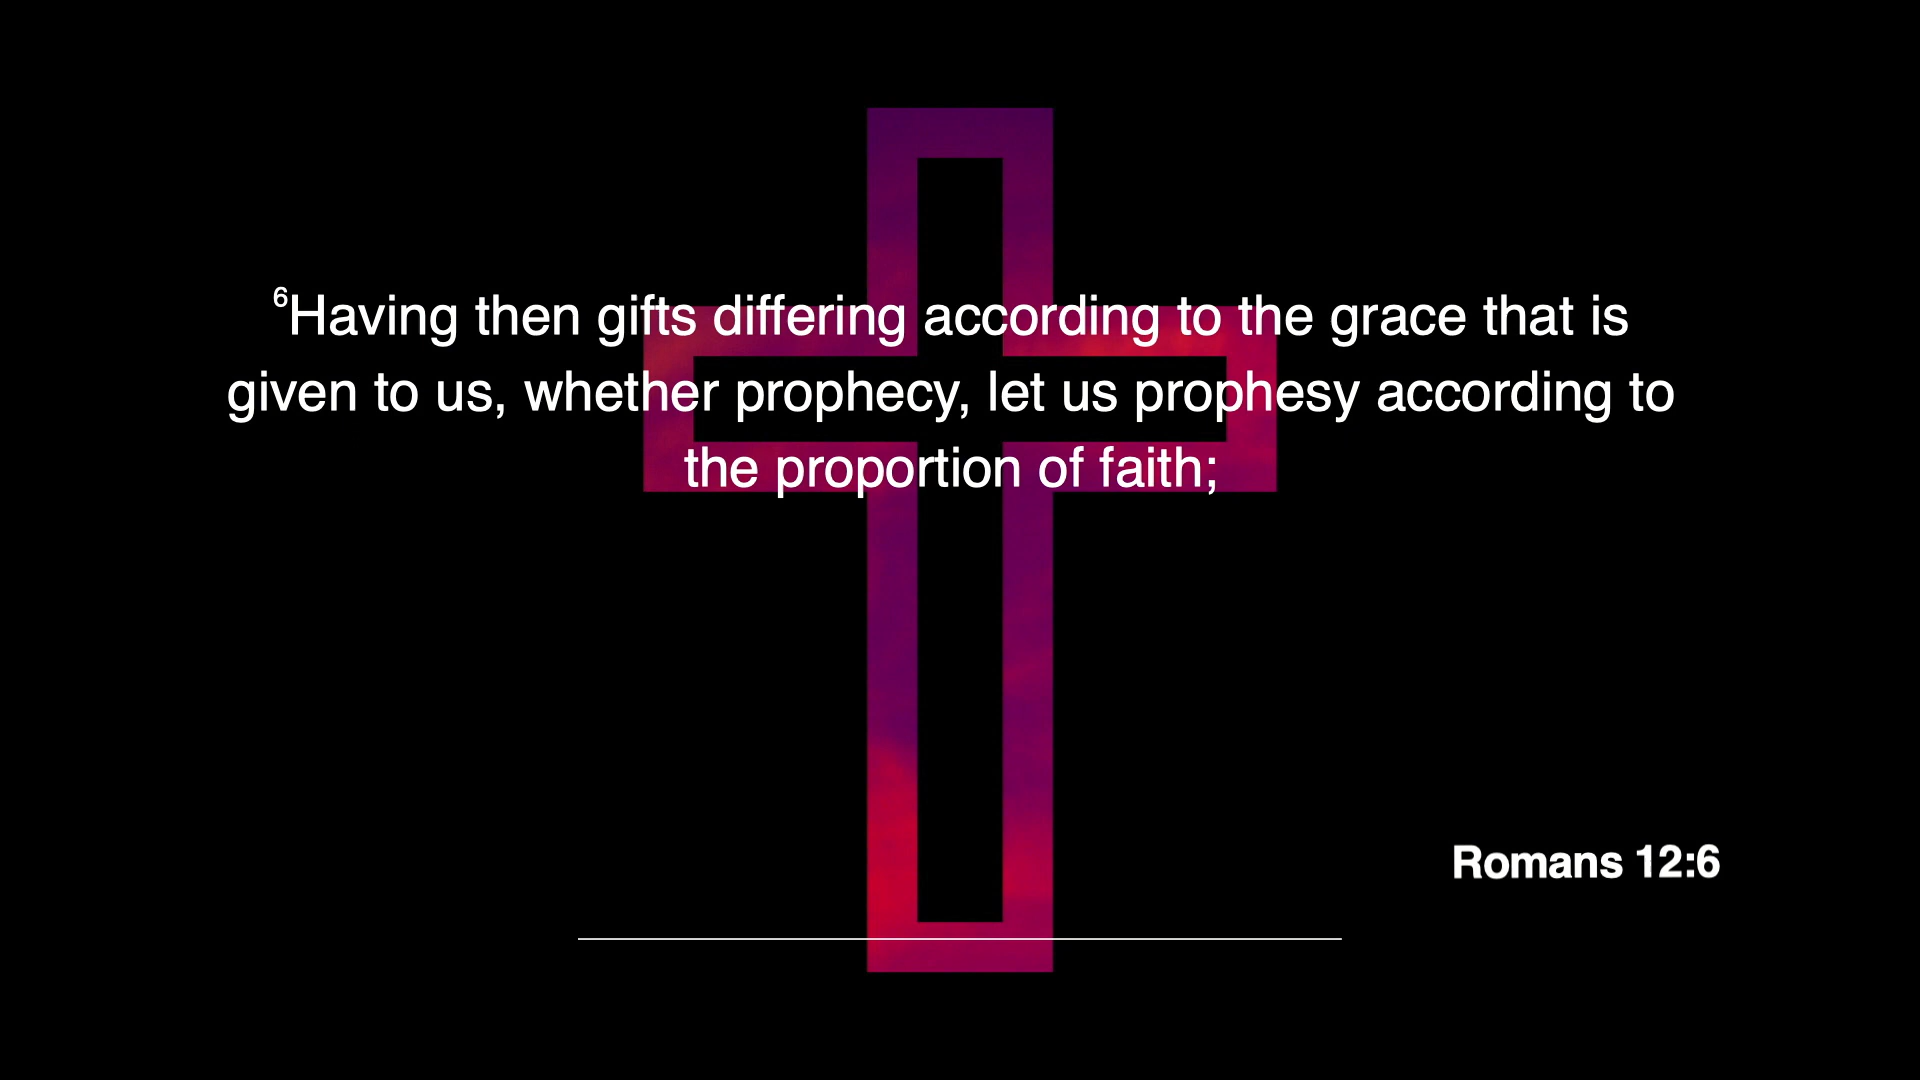 ⁶Having then gifts differing according to the grace that is
given to us, whether prophecy, let us prophesy according to
the proportion of faith;
Romans 12:6